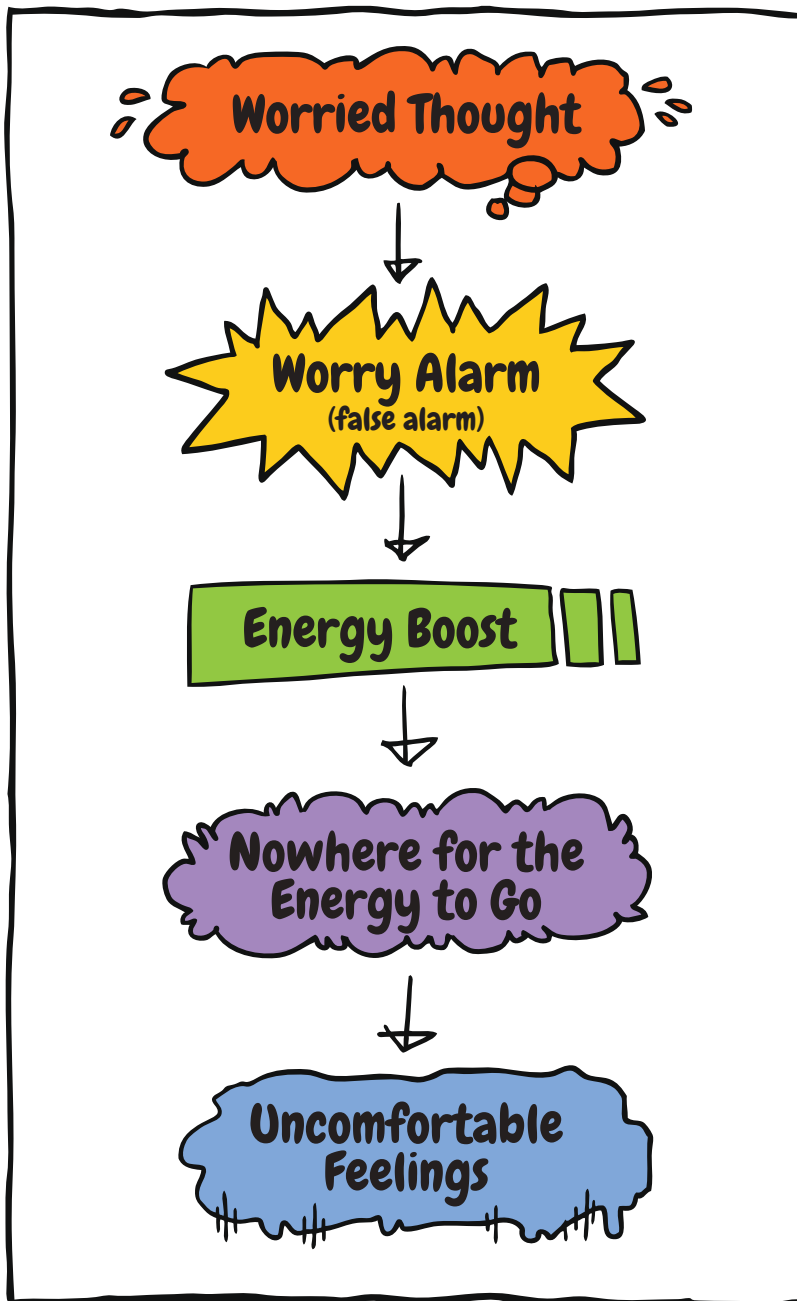 Worried Thought
Worry Alarm
(false alarm)
Energy Boost
Nowhere for the
Energy to Go
Uncomfortable
Feelings